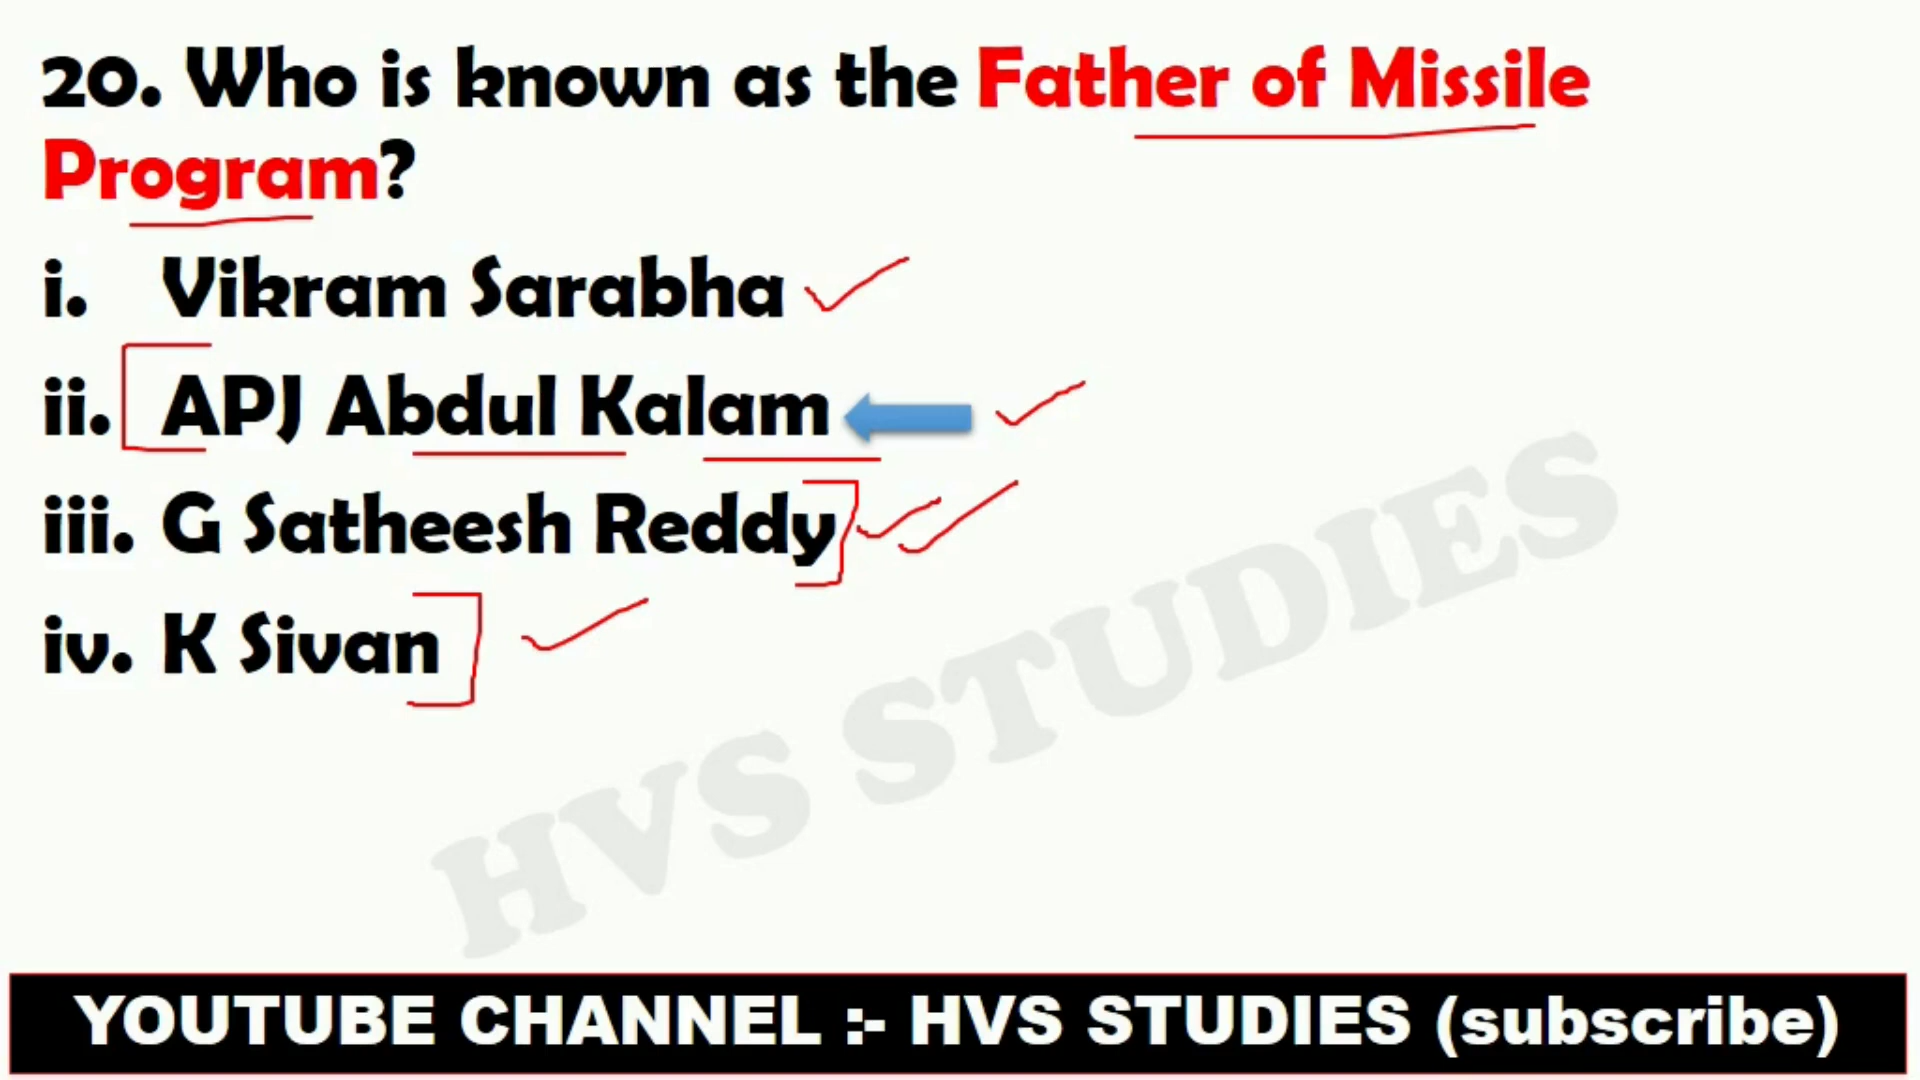 20. Who is known as the Father of Missile
Program?
i. Vikram Sarabha
ii. APJ Abdul Kalam
iii. G Satheesh Reddy
iv. K Sivan
HVS STUDIES
YOUTUBE CHANNEL :- HVS STUDIES (subscribe)